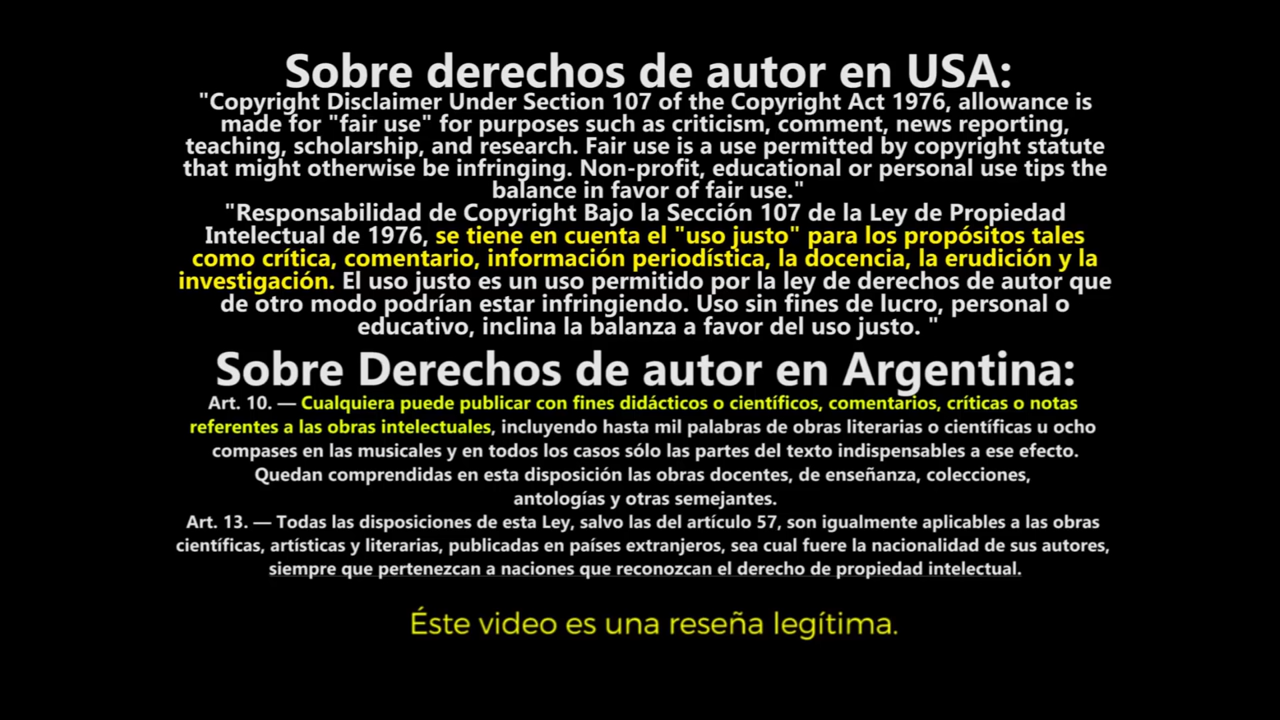 Sobre derechos de autor en USA:
"Copyright Disclaimer Under Section 107 of the Copyright Act 1976, allowance is
made for "fair use" for purposes such as criticism, comment, news reporting,
teaching, scholarship, and research. Fair use is a use permitted by copyright statute
that might otherwise be infringing. Non-profit, educational or personal use tips the
balance in favor of fair use."
"Responsabilidad de Copyright Bajo la Sección 107 de la Ley de Propiedad
Intelectual de 1976, se tiene en cuenta el "uso justo" para los propósitos tales
como crítica, comentario, información periodística, la docencia, la erudición y la
investigación. El uso justo es un uso permitido por la ley de derechos de autor que
de otro modo podrían estar infringiendo. Uso sin fines de lucro, personal o
educativo, inclina la balanza a favor del uso justo. "
Sobre Derechos de autor en Argentina:
Art. 10. — Cualquiera puede publicar con fines didácticos o científicos, comentarios, críticas o notas
referentes a las obras intelectuales, incluyendo hasta mil palabras de obras literarias o científicas u ocho
compases en las musicales y en todos los casos sólo las partes del texto indispensables a ese efecto.
Quedan comprendidas en esta disposición las obras docentes, de enseñanza, colecciones,
antologías y otras semejantes.
Art. 13. — Todas las disposiciones de esta Ley, salvo las del artículo 57, son igualmente aplicables a las obras
científicas, artísticas y literarias, publicadas en países extranjeros, sea cual fuere la nacionalidad de sus autores,
siempre que pertenezcan a naciones que reconozcan el derecho de propiedad intelectual.
Éste video es una reseña legítima.